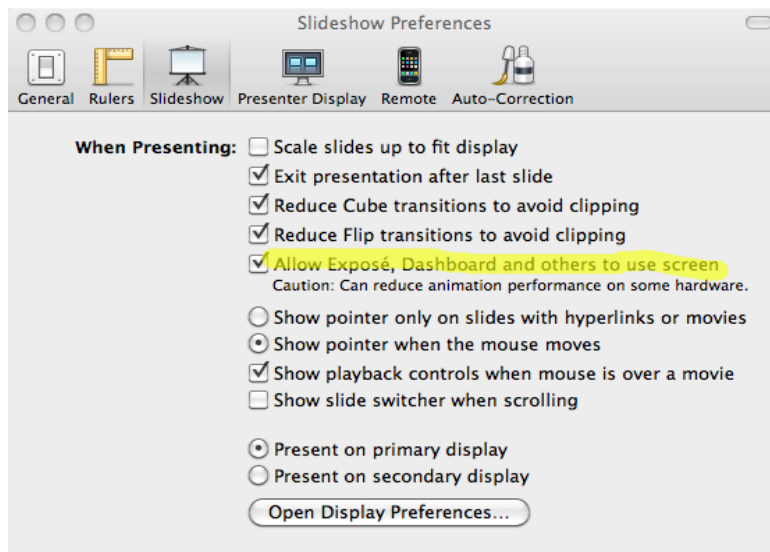 Slideshow Preferences
General Rulers Slideshow Presenter Display Remote Auto-Correction
When Presenting: Scale slides up to fit display
Exit presentation after last slide
Reduce Cube transitions to avoid clipping
Reduce Flip transitions to avoid clipping
Allow Exposé, Dashboard and others to use screen
Caution: Can reduce animation performance on some hardware.
Show pointer only on slides with hyperlinks or movies
Show pointer when the mouse moves
Show playback controls when mouse is over a movie
Show slide switcher when scrolling
Present on primary display
Present on secondary display
Open Display Preferences...